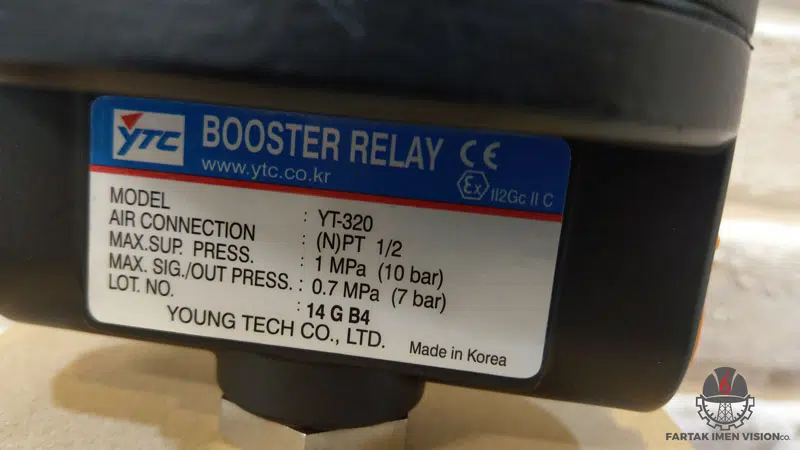 YTC BOOSTER RELAY CE
www.ytc.co.kr
Ex II2Gc II C
MODEL : YT-320
AIR CONNECTION : (N)PT 1/2
MAX.SUP. PRESS. : 1 MPa (10 bar)
MAX. SIG./OUT PRESS. : 0.7 MPa (7 bar)
LOT. NO. : 14 G B4
YOUNG TECH CO., LTD.
Made in Korea
FARTAK IMEN VISION CO.